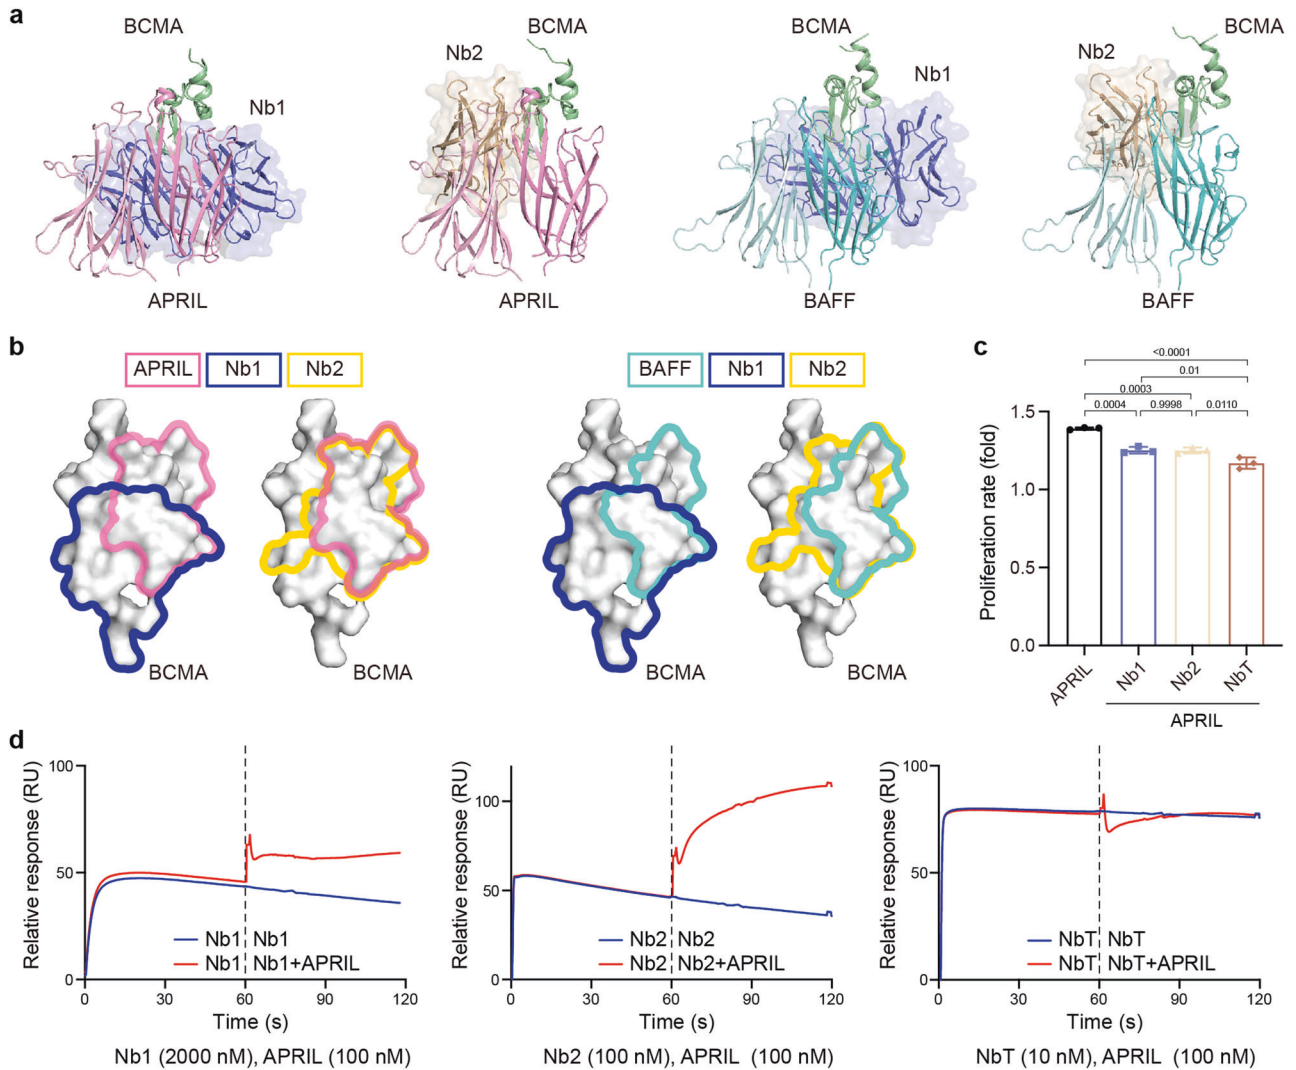 a
BCMA
Nb1
APRIL
BCMA
Nb2
APRIL
BCMA
Nb1
BAFF
BCMA
Nb2
BAFF
b
APRIL Nb1 Nb2
BCMA
BCMA
BAFF Nb1 Nb2
BCMA
BCMA
c
<0.0001
0.01
0.0003
0.0004 0.9998 0.0110
Proliferation rate (fold)
1.5
1.0
0.5
0.0
APRIL Nb1 Nb2 NbT
APRIL
d
Relative response (RU)
100
50
0
Nb1 Nb1
Nb1 Nb1+APRIL
0 30 60 90 120
Time (s)
Nb1 (2000 nM), APRIL (100 nM)
Relative response (RU)
100
50
0
Nb2 Nb2
Nb2 Nb2+APRIL
0 30 60 90 120
Time (s)
Nb2 (100 nM), APRIL (100 nM)
Relative response (RU)
100
50
0
NbT NbT
NbT NbT+APRIL
0 30 60 90 120
Time (s)
NbT (10 nM), APRIL (100 nM)